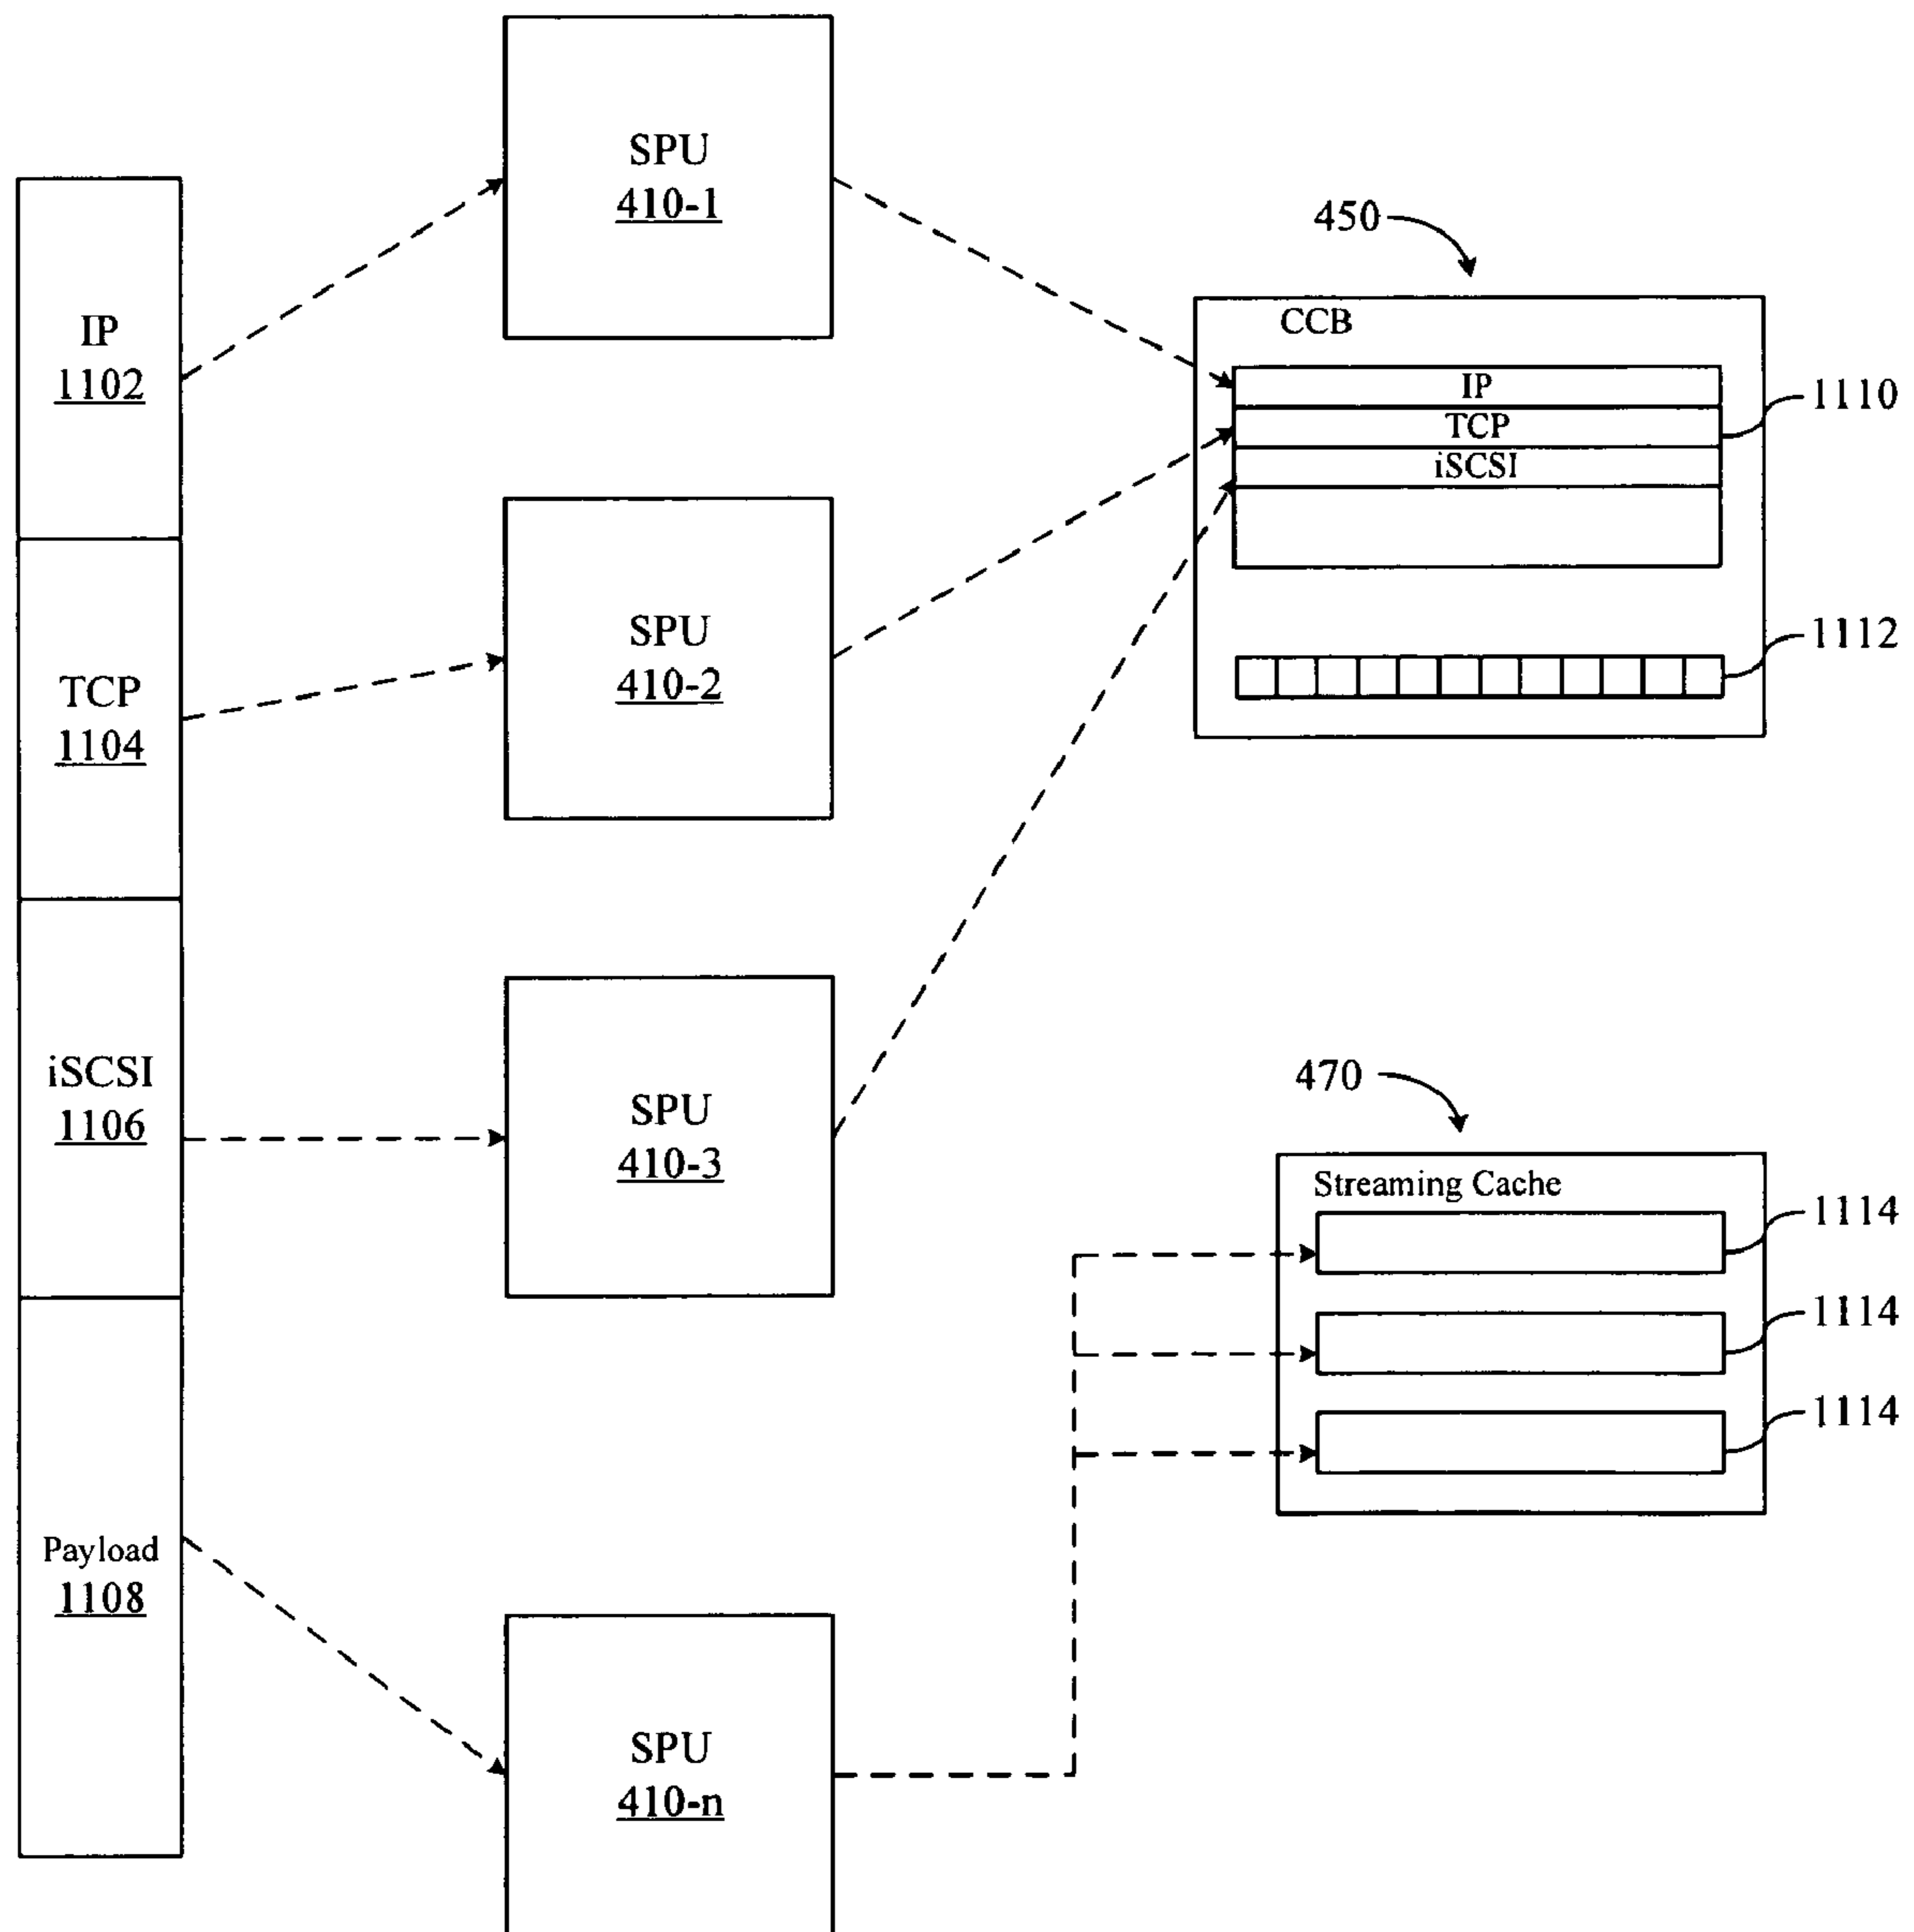 IP
1102
TCP
1104
iSCSI
1106
Payload
1108
SPU
410-1
SPU
410-2
SPU
410-3
SPU
410-n
450
CCB
IP
TCP
iSCSI
1110
1112
470
Streaming Cache
1114
1114
1114